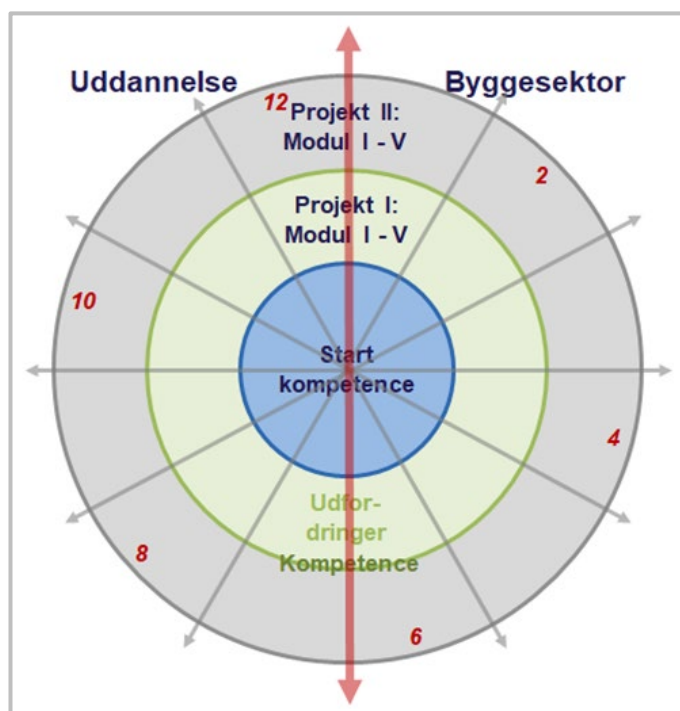 Uddannelse
Byggesektor
12
Projekt II:
Modul I - V
2
Projekt I:
Modul I - V
10
Start
kompetence
4
Udfor-
dringer
Kompetence
8
6